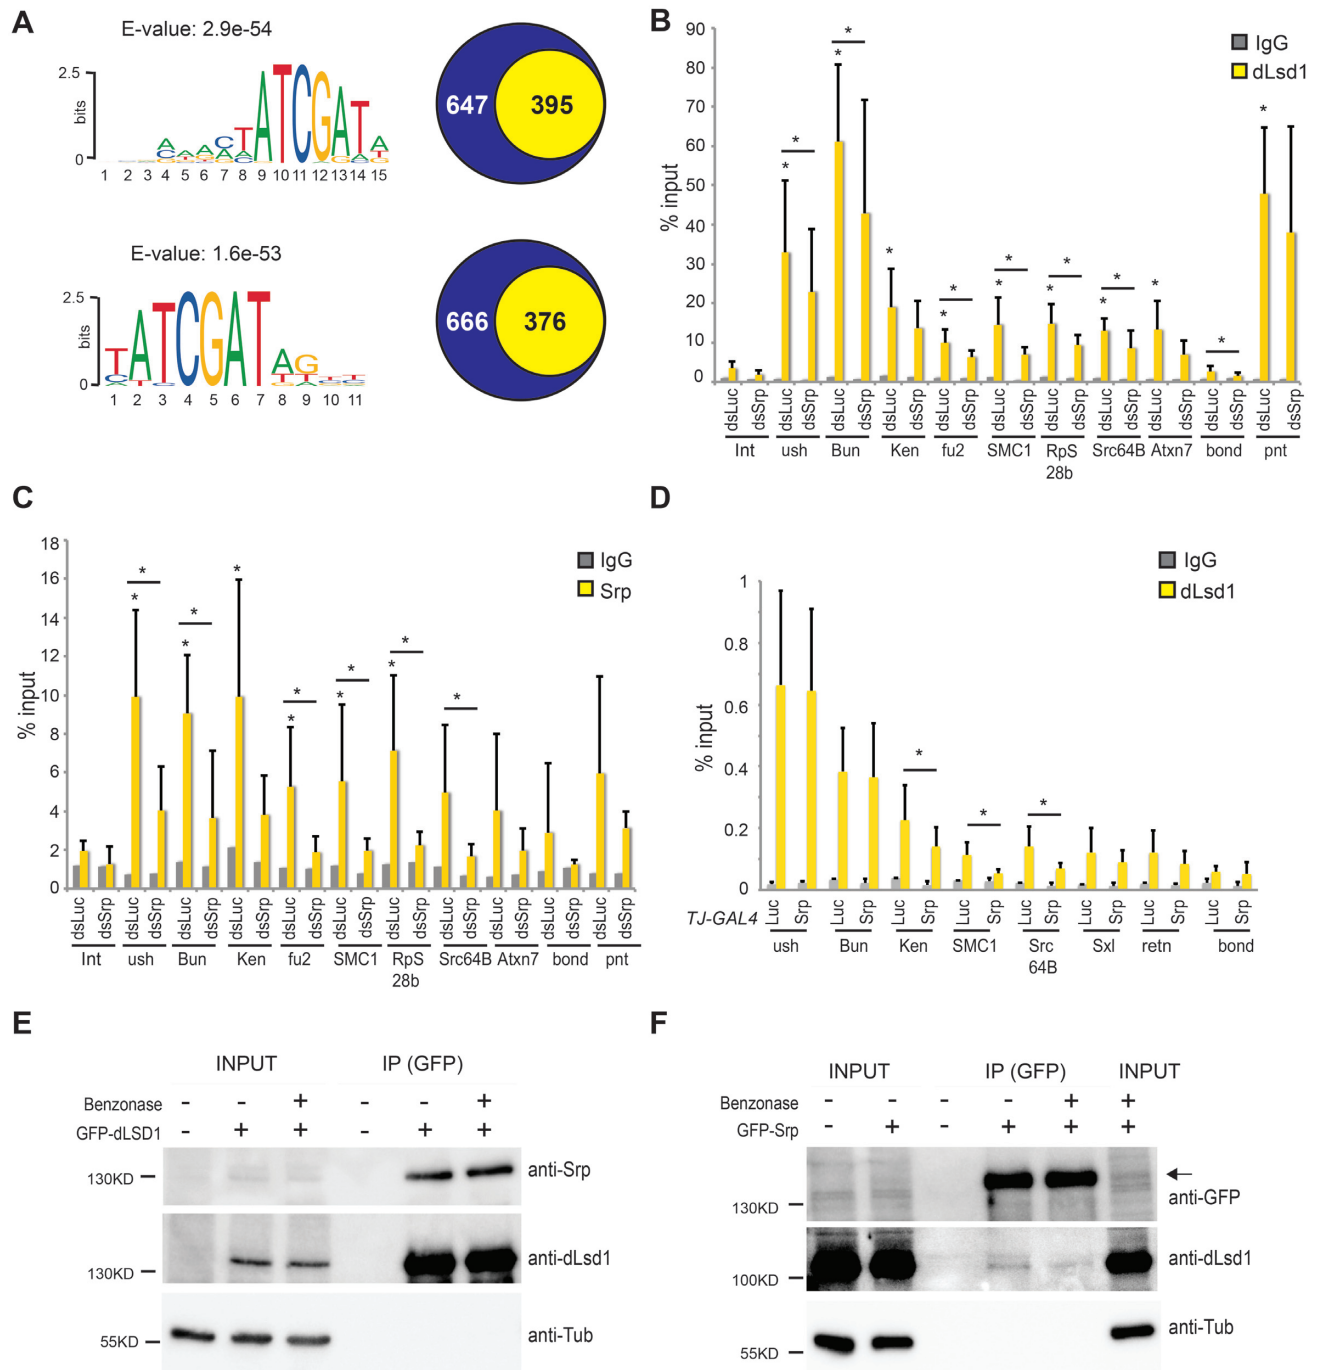 A
E-value: 2.9e-54
2.5
bits
0
1 2 3 4 5 6 7 8 9 10 11 12 13 14 15
647 395
E-value: 1.6e-53
2.5
bits
0
1 2 3 4 5 6 7 8 9 10 11
666 376
B
IgG
dLsd1
% input
90
80
70
60
50
40
30
20
10
0
* * * * * * * * * * * * * * * * *
dsLuc dsSrp dsLuc dsSrp dsLuc dsSrp dsLuc dsSrp dsLuc dsSrp dsLuc dsSrp dsLuc dsSrp dsLuc dsSrp dsLuc dsSrp dsLuc dsSrp dsLuc dsSrp
Int ush Bun Ken fu2 SMC1 RpS Src64B Atxn7 bond pnt
28b
C
IgG
Srp
% input
18
16
14
12
10
8
6
4
2
0
* * * * * * * * * * * *
dsLuc dsSrp dsLuc dsSrp dsLuc dsSrp dsLuc dsSrp dsLuc dsSrp dsLuc dsSrp dsLuc dsSrp dsLuc dsSrp dsLuc dsSrp dsLuc dsSrp dsLuc dsSrp
Int ush Bun Ken fu2 SMC1 RpS Src64B Atxn7 bond pnt
28b
D
IgG
dLsd1
% input
1
0.8
0.6
0.4
0.2
0
* * *
TJ-GAL4 Luc Srp Luc Srp Luc Srp Luc Srp Luc Srp Luc Srp Luc Srp Luc Srp
ush Bun Ken SMC1 Src Sxl retn bond
64B
E
INPUT IP (GFP)
Benzonase - - + - - +
GFP-dLSD1 - + + - + +
130KD anti-Srp
130KD anti-dLsd1
55KD anti-Tub
F
INPUT IP (GFP) INPUT
Benzonase - - - - + +
GFP-Srp - + - + + +
130KD anti-GFP
100KD anti-dLsd1
55KD anti-Tub